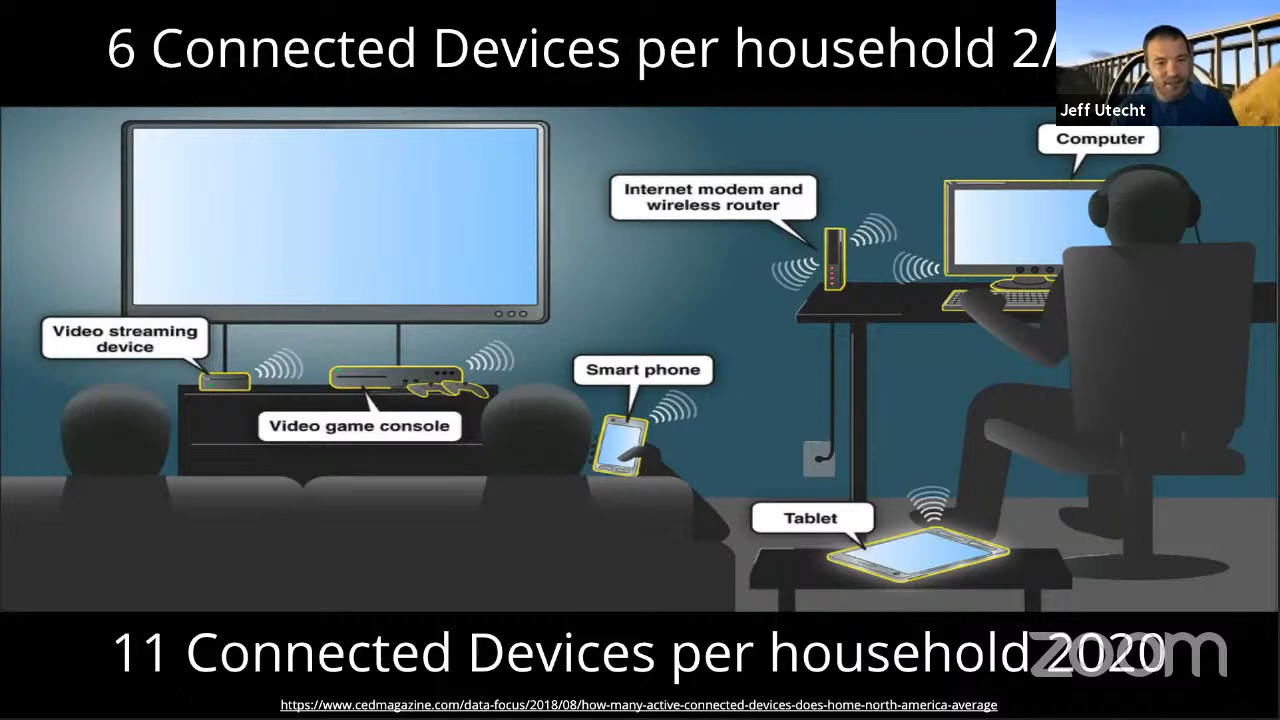 6 Connected Devices per household 2/
Jeff Utecht
Computer
Internet modem and
wireless router
Video streaming
device
Smart phone
Video game console
Tablet
11 Connected Devices per household 2020
zoom
https://www.cedmagazine.com/data-focus/2018/08/how-many-active-connected-devices-does-home-north-america-average